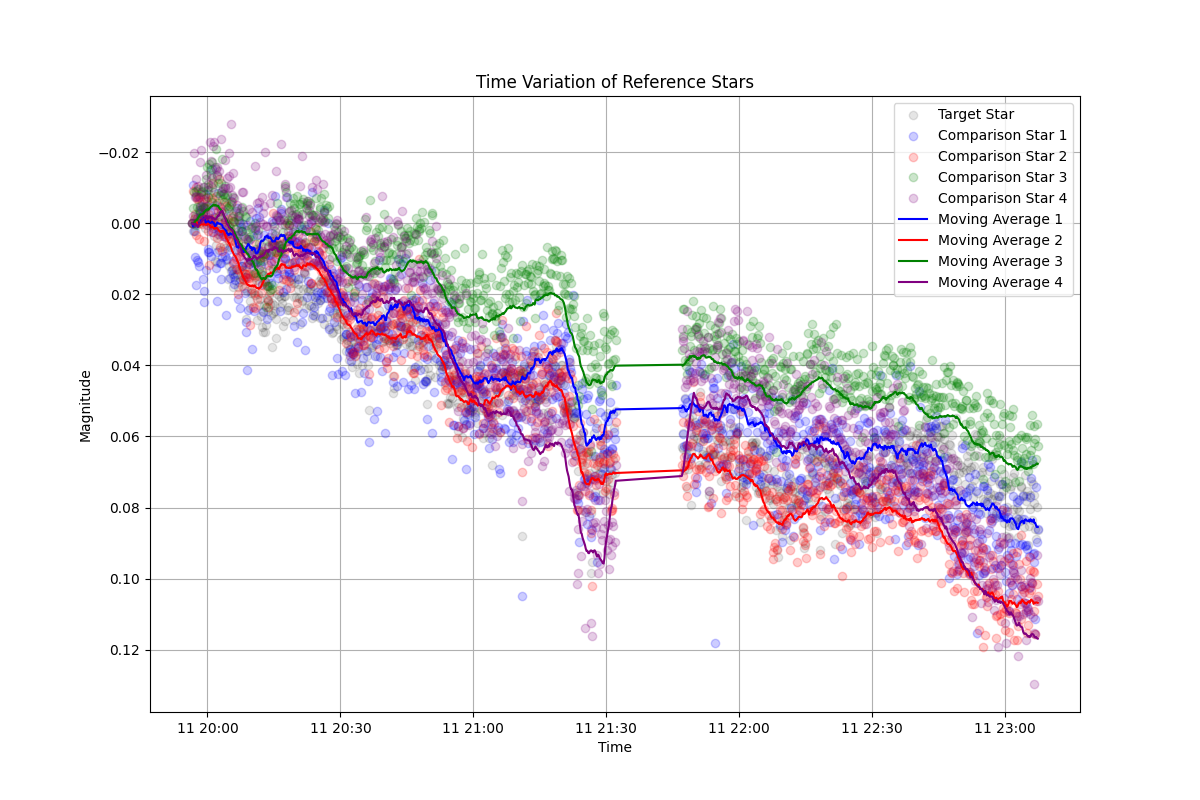 Time Variation of Reference Stars
Target Star
Comparison Star 1
Comparison Star 2
Comparison Star 3
Comparison Star 4
Moving Average 1
Moving Average 2
Moving Average 3
Moving Average 4
−0.02
0.00
0.02
0.04
0.06
0.08
0.10
0.12
Magnitude
11 20:00
11 20:30
11 21:00
11 21:30
11 22:00
11 22:30
11 23:00
Time